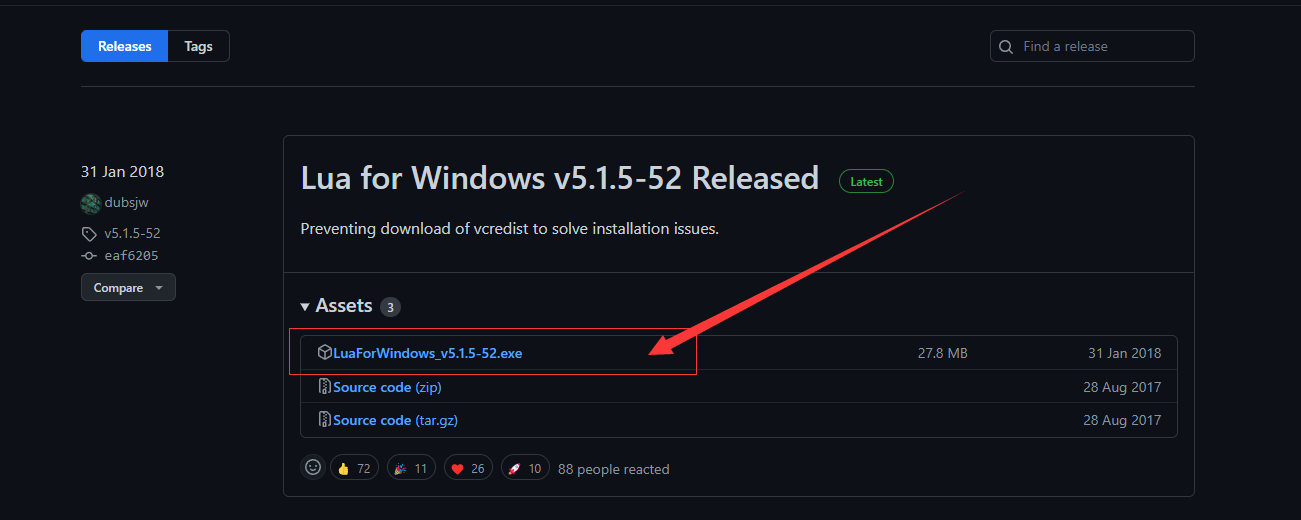 Releases Tags Find a release
31 Jan 2018
dubsjw
v5.1.5-52
eaf6205
Compare
Lua for Windows v5.1.5-52 Released Latest
Preventing download of vcredist to solve installation issues.
Assets 3
LuaForWindows_v5.1.5-52.exe 27.8 MB 31 Jan 2018
Source code (zip) 28 Aug 2017
Source code (tar.gz) 28 Aug 2017
72 11 26 10 88 people reacted